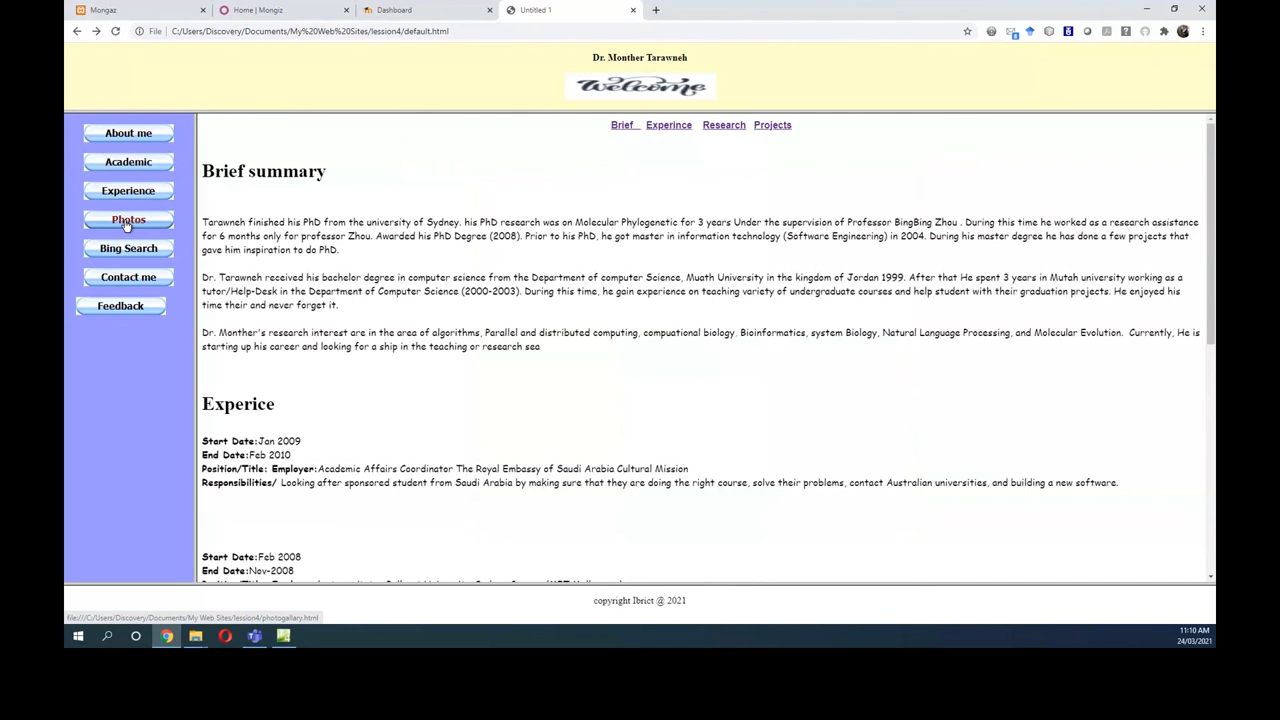 Mongaz
Home | Mongiz
Dashboard
Untitled 1
File
C:/Users/Discovery/Documents/My%20Web%20Sites/lession4/default.html
Dr. Monther Tarawneh
Welcome
About me
Academic
Experience
Photos
Bing Search
Contact me
Feedback
Brief Experince Research Projects
Brief summary
Tarawneh finished his PhD from the university of Sydney. his PhD research was on Molecular Phylogenetic for 3 years Under the supervision of Professor BingBing Zhou . During this time he worked as a research assistance
for 6 months only for professor Zhou. Awarded his PhD Degree (2008). Prior to his PhD, he got master in information technology (Software Engineering) in 2004. During his master degree he has done a few projects that
gave him inspiration to do PhD.
Dr. Tarawneh received his bachelor degree in computer science from the Department of computer Science, Muath University in the kingdom of Jordan 1999. After that He spent 3 years in Mutah university working as a
tutor/Help-Desk in the Department of Computer Science (2000-2003). During this time, he gain experience on teaching variety of undergraduate courses and help student with their graduation projects. He enjoyed his
time their and never forget it.
Dr. Monther's research interest are in the area of algorithms, Parallel and distributed computing, compuational biology, Bioinformatics, system Biology, Natural Language Processing, and Molecular Evolution. Currently, He is
starting up his career and looking for a ship in the teaching or research sea
Experice
Start Date:Jan 2009
End Date:Feb 2010
Position/Title: Employer:Academic Affairs Coordinator The Royal Embassy of Saudi Arabia Cultural Mission
Responsibilities/ Looking after sponsored student from Saudi Arabia by making sure that they are doing the right course, solve their problems, contact Australian universities, and building a new software.
Start Date:Feb 2008
End Date:Nov-2008
copyright Ibrict @ 2021
file:///C:/Users/Discovery/Documents/My Web Sites/lession4/photogallary.html
11:10 AM
24/03/2021